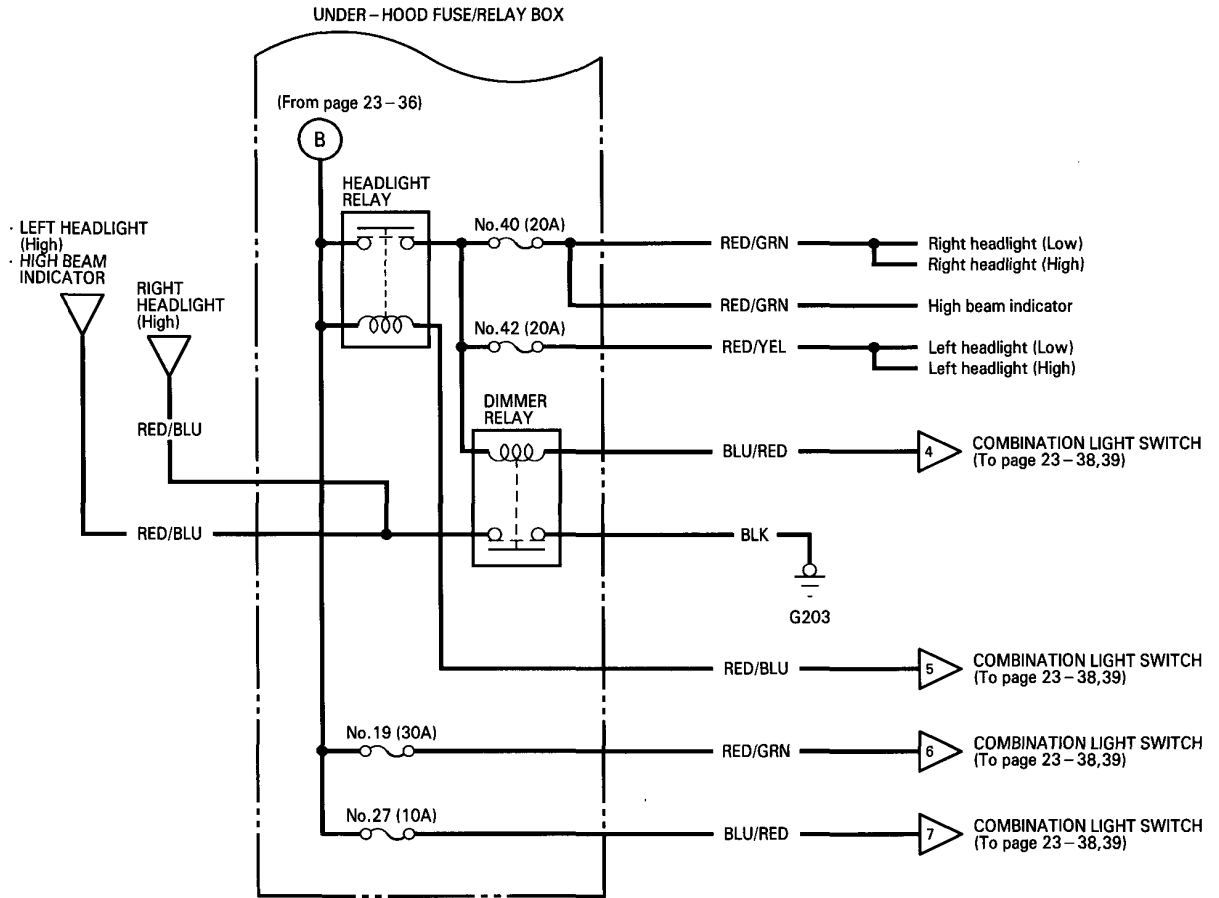 UNDER-HOOD FUSE/RELAY BOX
(From page 23-36)
B
HEADLIGHT
RELAY
· LEFT HEADLIGHT
(High)
· HIGH BEAM
INDICATOR
RIGHT
HEADLIGHT
(High)
No.40 (20A)
RED/GRN
Right headlight (Low)
Right headlight (High)
RED/GRN
High beam indicator
No.42 (20A)
RED/YEL
Left headlight (Low)
Left headlight (High)
DIMMER
RELAY
RED/BLU
BLU/RED
4
COMBINATION LIGHT SWITCH
(To page 23-38,39)
RED/BLU
BLK
G203
RED/BLU
5
COMBINATION LIGHT SWITCH
(To page 23-38,39)
No.19 (30A)
RED/GRN
6
COMBINATION LIGHT SWITCH
(To page 23-38,39)
No.27 (10A)
BLU/RED
7
COMBINATION LIGHT SWITCH
(To page 23-38,39)